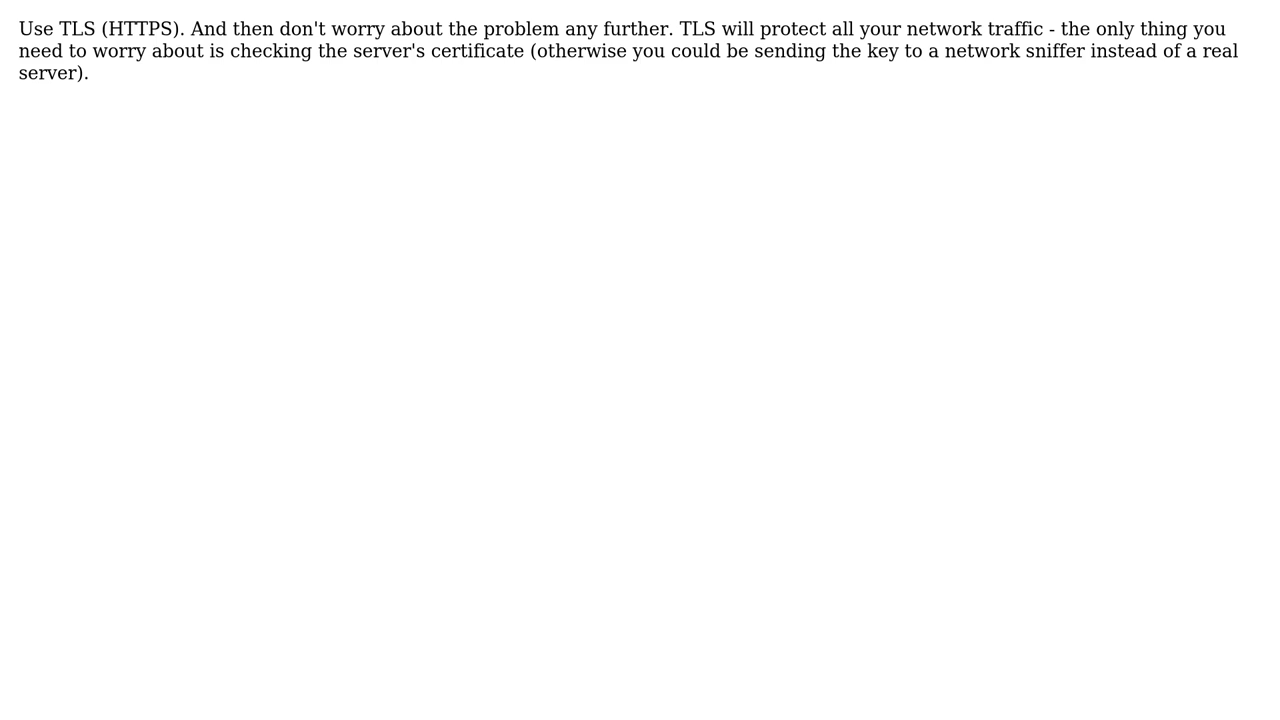 Use TLS (HTTPS). And then don't worry about the problem any further. TLS will protect all your network traffic - the only thing you
need to worry about is checking the server's certificate (otherwise you could be sending the key to a network sniffer instead of a real
server).